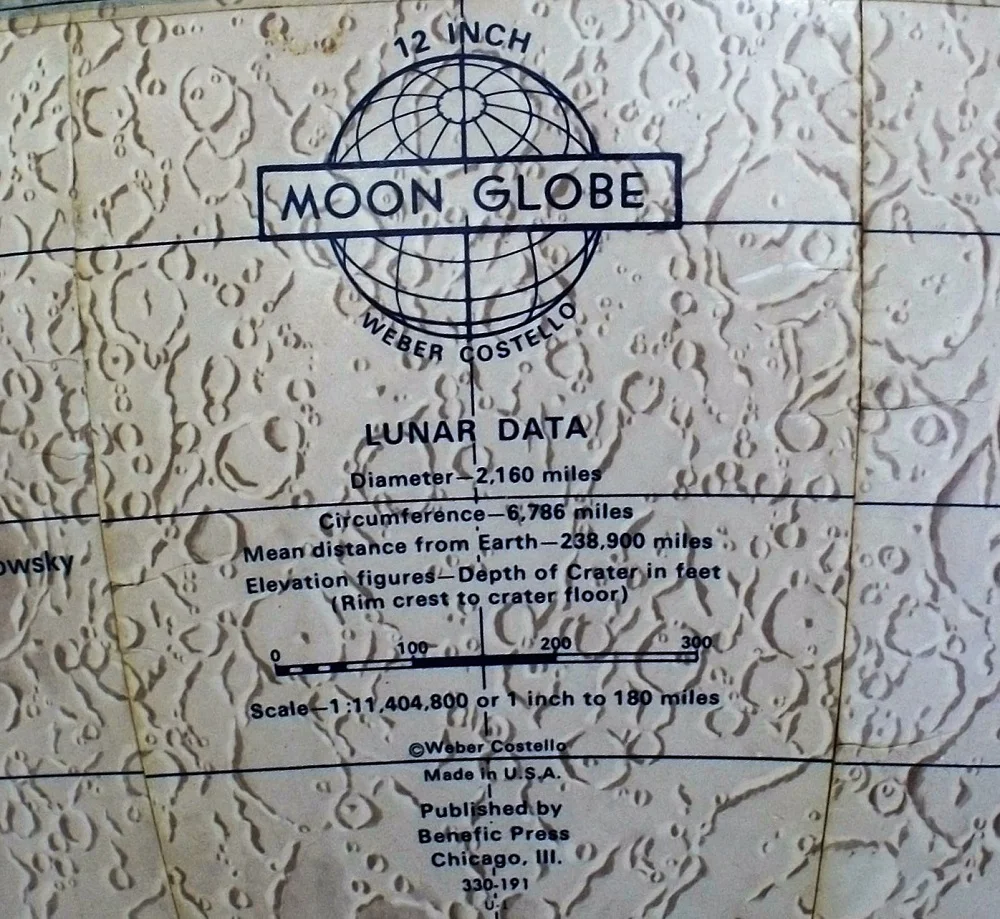 12 INCH
MOON GLOBE
WEBER COSTELLO
LUNAR DATA
Diameter—2,160 miles
Circumference—6,786 miles
owsky
Mean distance from Earth—238,900 miles
Elevation figures—Depth of Crater in feet
(Rim crest to crater floor)
0 100 200 300
Scale—1:11,404,800 or 1 inch to 180 miles
©Weber Costello
Made in U.S.A.
Published by
Benefic Press
Chicago, Ill.
330-191